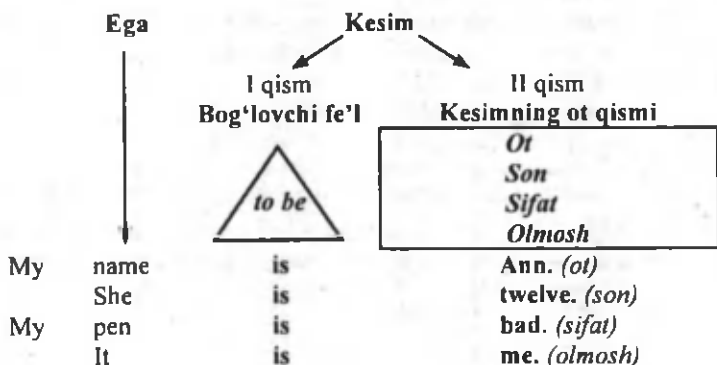 Ega Kesim
I qism II qism
Bog‘lovchi fe’l Kesimning ot qismi
Ot
Son
to be Sifat
Olmosh
My name is Ann. (ot)
She is twelve. (son)
My pen is bad. (sifat)
It is me. (olmosh)